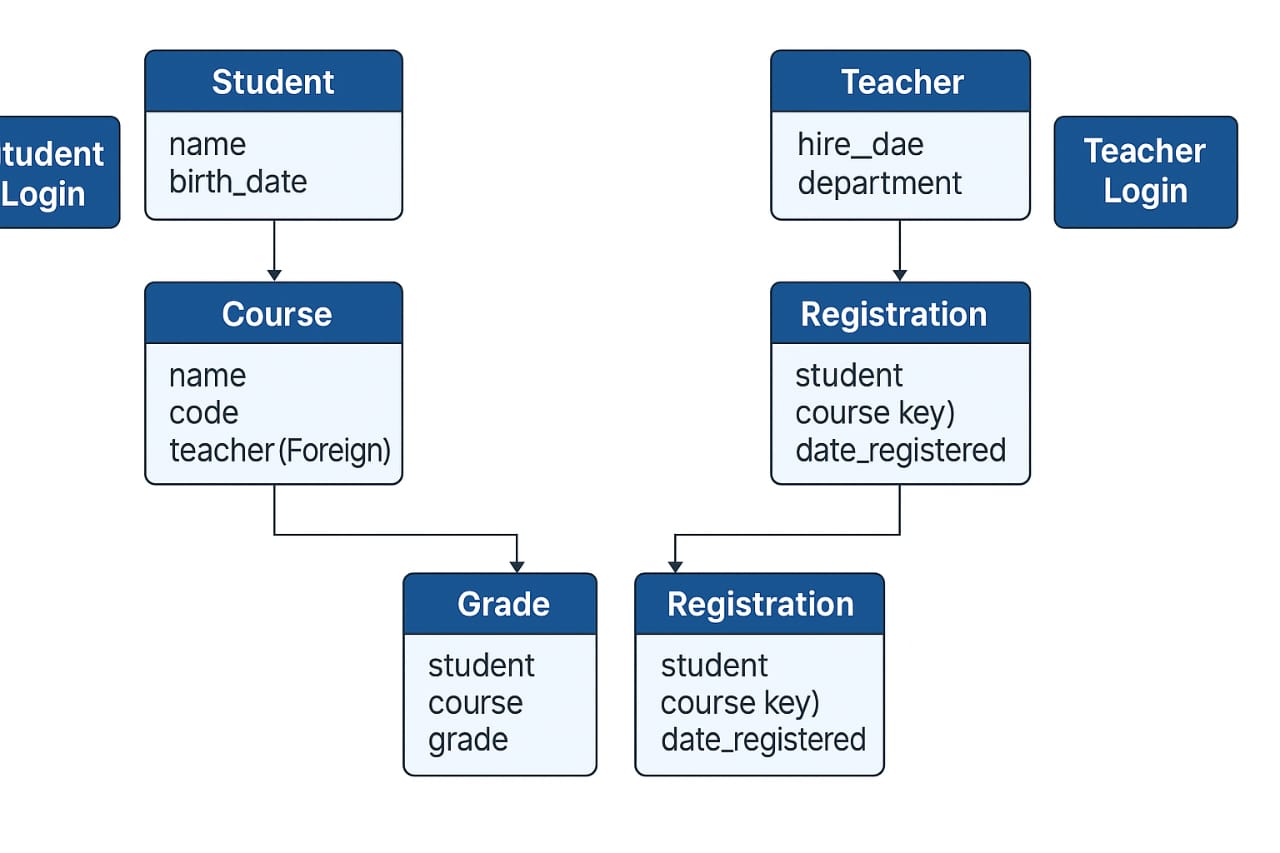 Student
name
birth_date
tudent
Login
Teacher
hire_dae
department
Teacher
Login
Course
name
code
teacher (Foreign)
Registration
student
course key)
date_registered
Grade
student
course
grade
Registration
student
course key)
date_registered